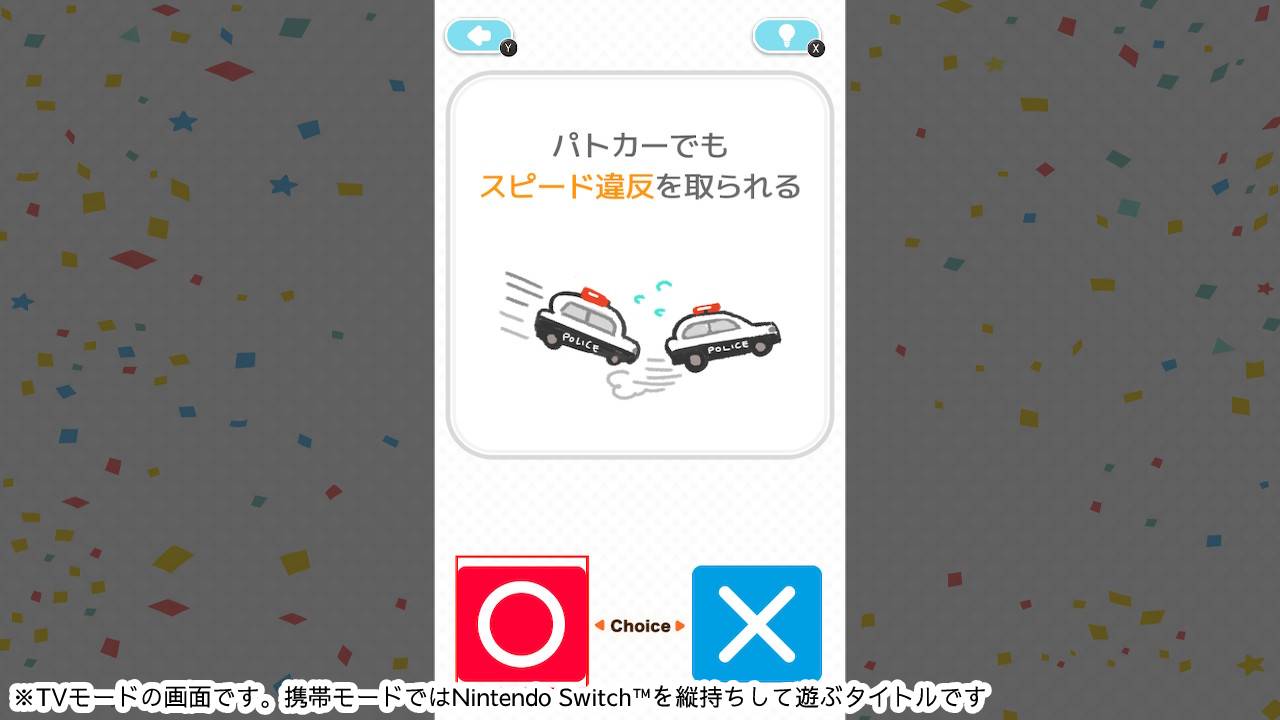 Y
X
パトカーでも
スピード違反を取られる
POLICE
POLICE
Choice
※TVモードの画面です。携帯モードではNintendo Switch™を縦持ちして遊ぶタイトルです